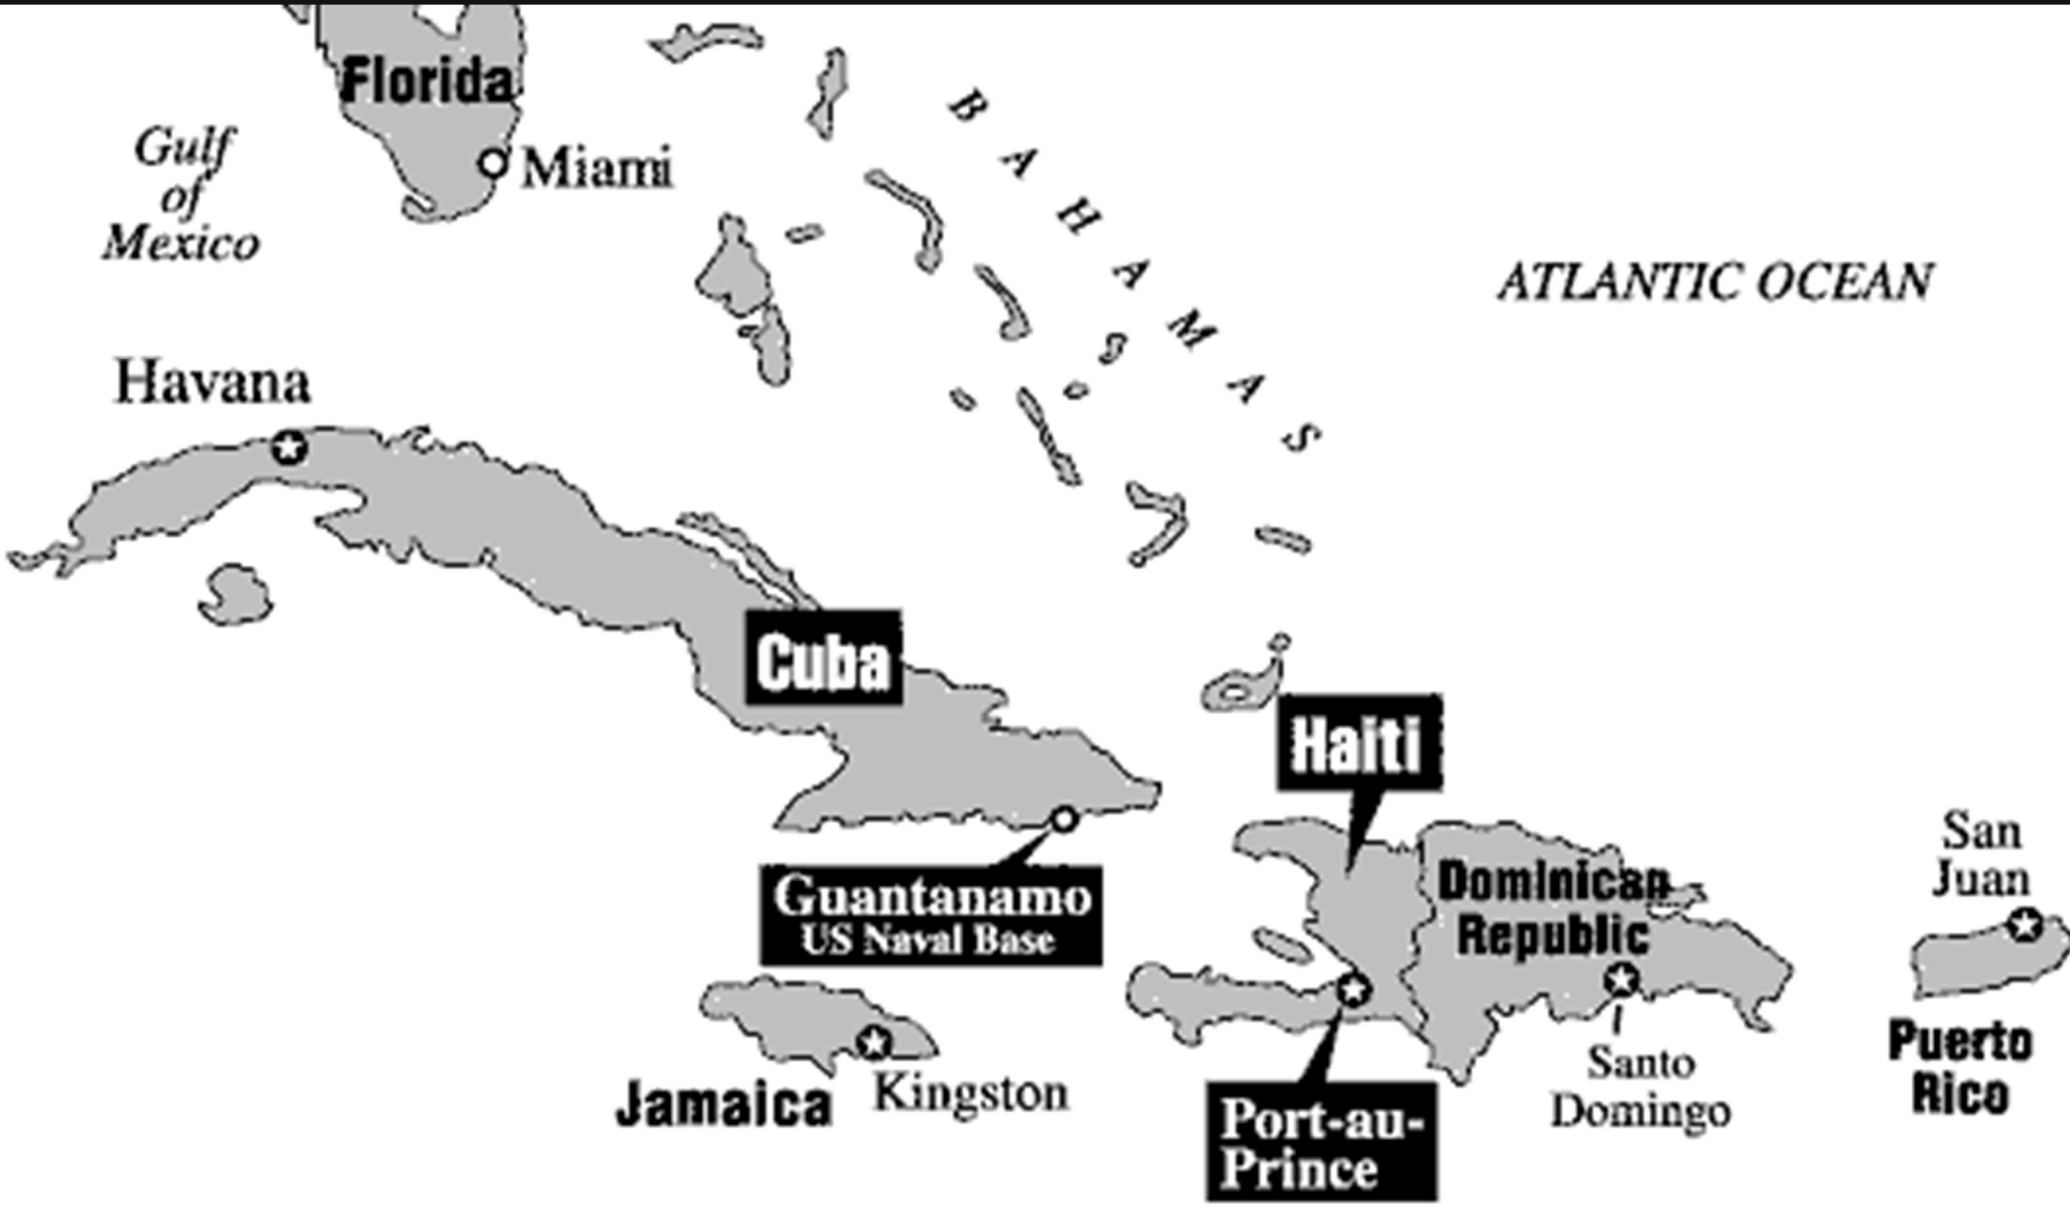 Florida
Miami
Gulf
of
Mexico
BAHAMAS
ATLANTIC OCEAN
Havana
Cuba
Haiti
Guantanamo
US Naval Base
Dominican
Republic
San
Juan
Jamaica
Kingston
Port-au-
Prince
Santo
Domingo
Puerto
Rico